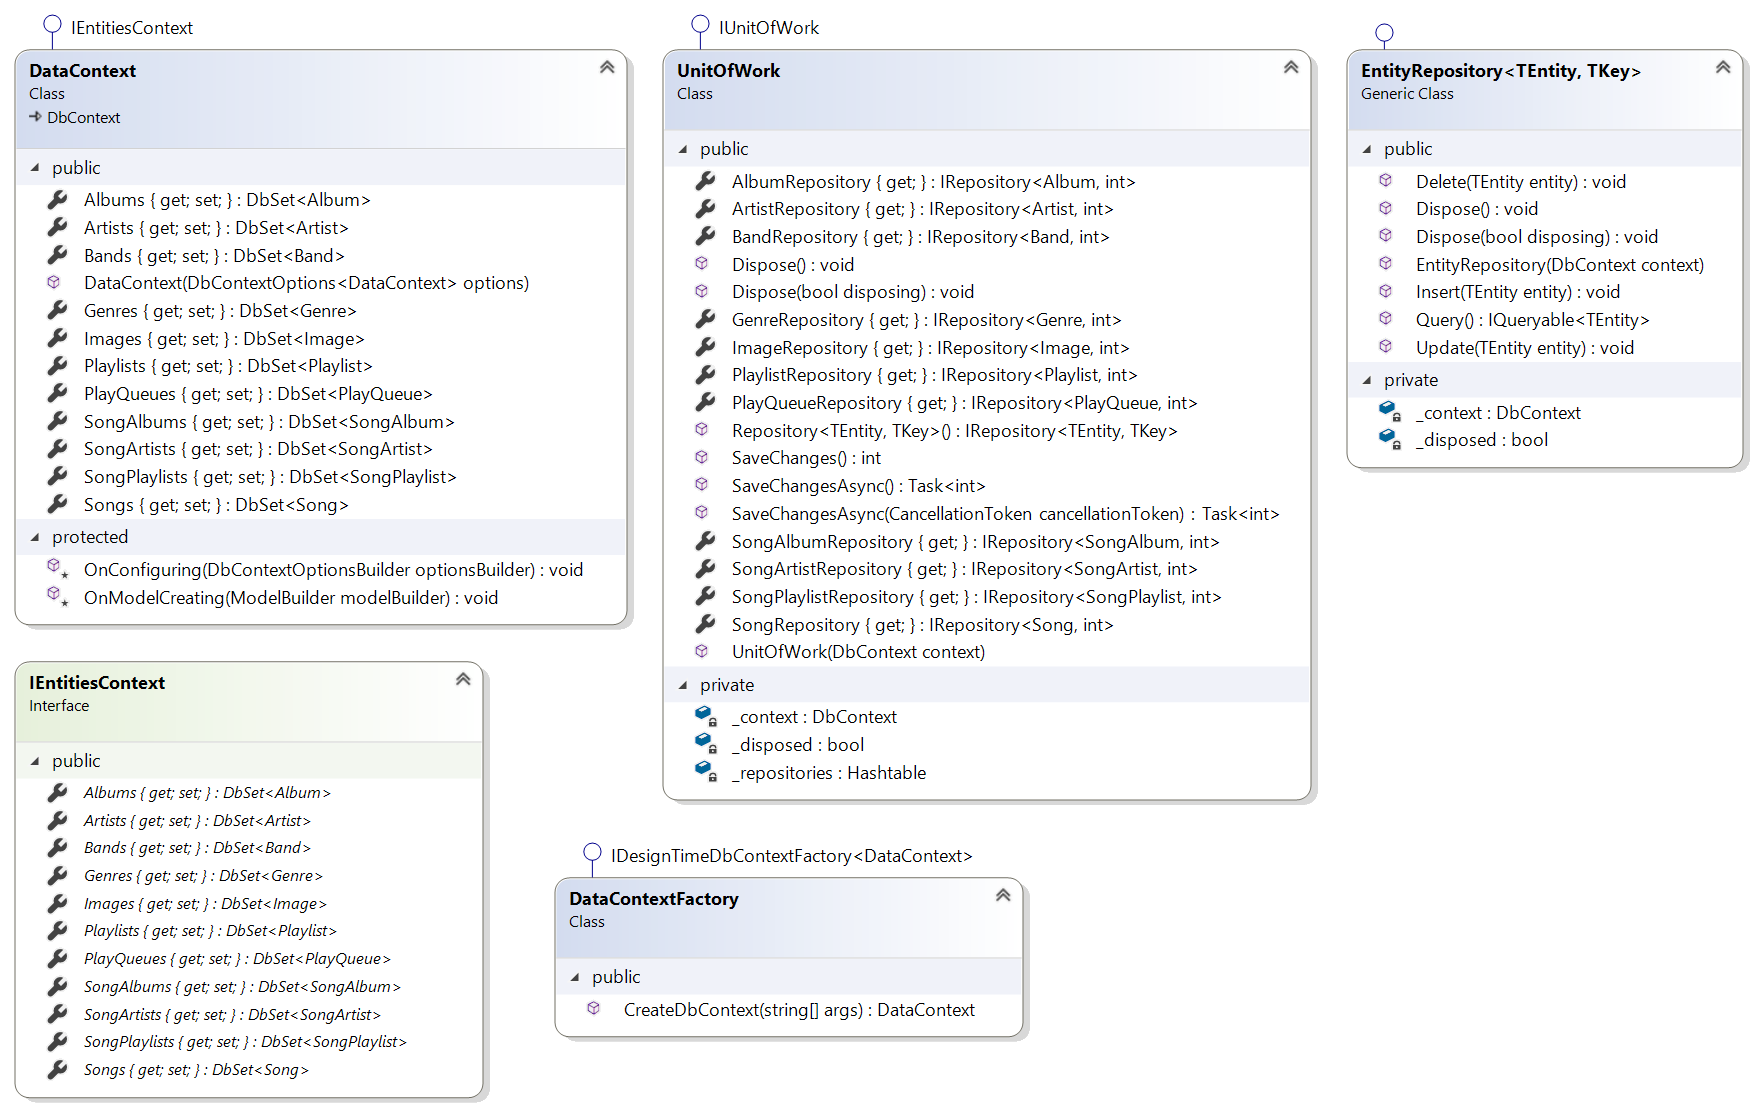 IEntitiesContext
DataContext
Class
DbContext
public
Albums { get; set; } : DbSet<Album>
Artists { get; set; } : DbSet<Artist>
Bands { get; set; } : DbSet<Band>
DataContext(DbContextOptions<DataContext> options)
Genres { get; set; } : DbSet<Genre>
Images { get; set; } : DbSet<Image>
Playlists { get; set; } : DbSet<Playlist>
PlayQueues { get; set; } : DbSet<PlayQueue>
SongAlbums { get; set; } : DbSet<SongAlbum>
SongArtists { get; set; } : DbSet<SongArtist>
SongPlaylists { get; set; } : DbSet<SongPlaylist>
Songs { get; set; } : DbSet<Song>
protected
OnConfiguring(DbContextOptionsBuilder optionsBuilder) : void
OnModelCreating(ModelBuilder modelBuilder) : void
IUnitOfWork
UnitOfWork
Class
public
AlbumRepository { get; } : IRepository<Album, int>
ArtistRepository { get; } : IRepository<Artist, int>
BandRepository { get; } : IRepository<Band, int>
Dispose() : void
Dispose(bool disposing) : void
GenreRepository { get; } : IRepository<Genre, int>
ImageRepository { get; } : IRepository<Image, int>
PlaylistRepository { get; } : IRepository<Playlist, int>
PlayQueueRepository { get; } : IRepository<PlayQueue, int>
Repository<TEntity, TKey>() : IRepository<TEntity, TKey>
SaveChanges() : int
SaveChangesAsync() : Task<int>
SaveChangesAsync(CancellationToken cancellationToken) : Task<int>
SongAlbumRepository { get; } : IRepository<SongAlbum, int>
SongArtistRepository { get; } : IRepository<SongArtist, int>
SongPlaylistRepository { get; } : IRepository<SongPlaylist, int>
SongRepository { get; } : IRepository<Song, int>
UnitOfWork(DbContext context)
private
_context : DbContext
_disposed : bool
_repositories : Hashtable
EntityRepository<TEntity, TKey>
Generic Class
public
Delete(TEntity entity) : void
Dispose() : void
Dispose(bool disposing) : void
EntityRepository(DbContext context)
Insert(TEntity entity) : void
Query() : IQueryable<TEntity>
Update(TEntity entity) : void
private
_context : DbContext
_disposed : bool
IEntitiesContext
Interface
public
Albums { get; set; } : DbSet<Album>
Artists { get; set; } : DbSet<Artist>
Bands { get; set; } : DbSet<Band>
Genres { get; set; } : DbSet<Genre>
Images { get; set; } : DbSet<Image>
Playlists { get; set; } : DbSet<Playlist>
PlayQueues { get; set; } : DbSet<PlayQueue>
SongAlbums { get; set; } : DbSet<SongAlbum>
SongArtists { get; set; } : DbSet<SongArtist>
SongPlaylists { get; set; } : DbSet<SongPlaylist>
Songs { get; set; } : DbSet<Song>
IDesignTimeDbContextFactory<DataContext>
DataContextFactory
Class
public
CreateDbContext(string[] args) : DataContext